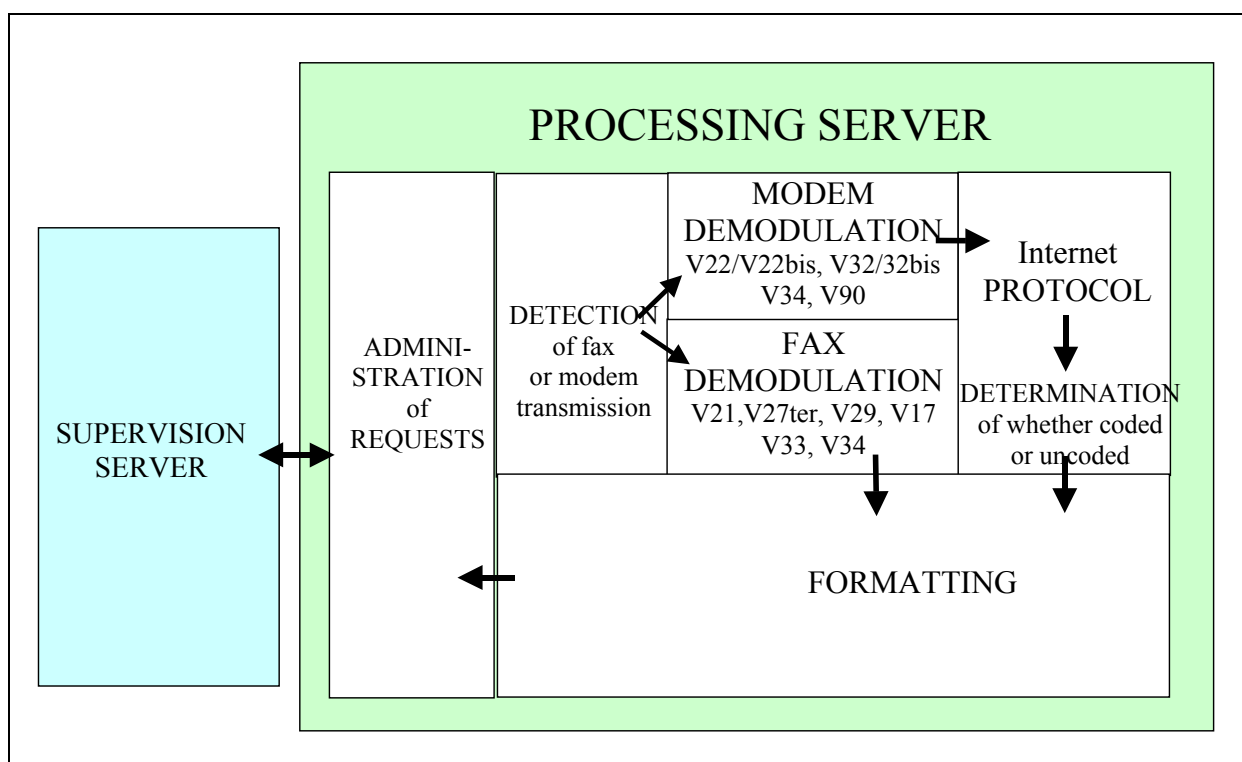 PROCESSING SERVER
SUPERVISION
SERVER
ADMINI-
STRATION
of
REQUESTS
DETECTION
of fax
or modem
transmission
MODEM
DEMODULATION
V22/V22bis, V32/32bis
V34, V90
FAX
DEMODULATION
V21,V27ter, V29, V17
V33, V34
Internet
PROTOCOL
DETERMINATION
of whether coded
or uncoded
FORMATTING